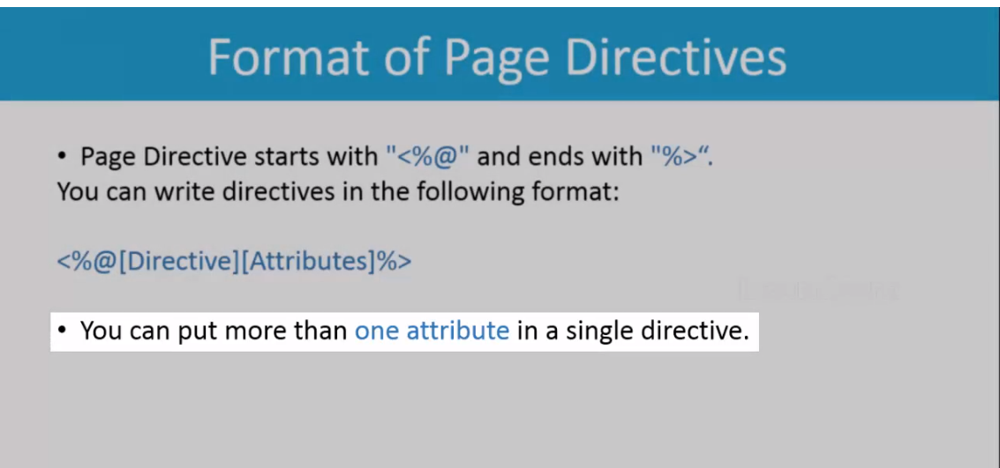 Format of Page Directives
• Page Directive starts with "<%@" and ends with "%>“.
You can write directives in the following format:
<%@[Directive][Attributes]%>
• You can put more than one attribute in a single directive.